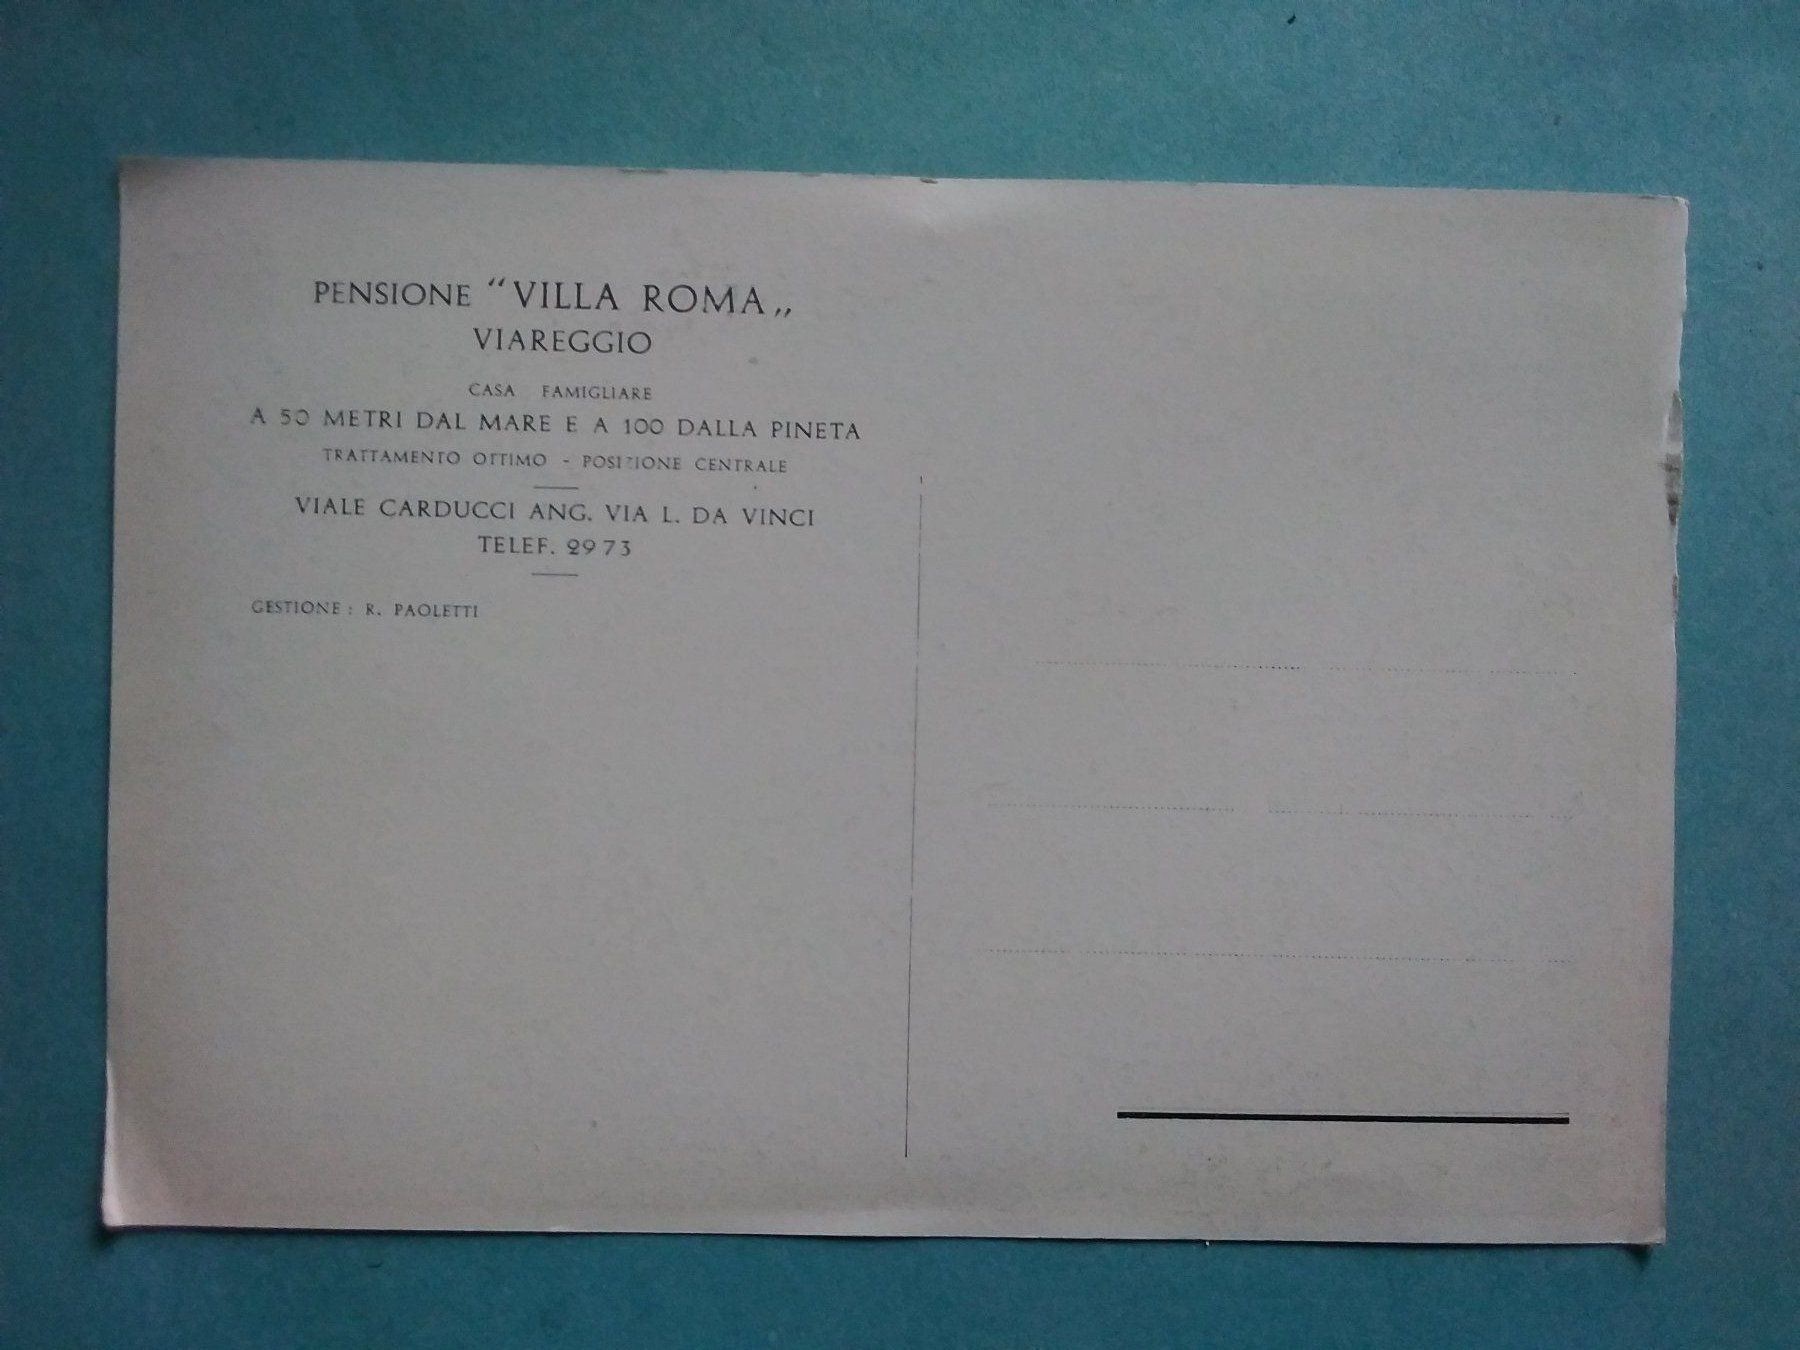 PENSIONE “VILLA ROMA„
VIAREGGIO
CASA FAMIGLIARE
A 50 METRI DAL MARE E A 100 DALLA PINETA
TRATTAMENTO OTTIMO - POSIZIONE CENTRALE
VIALE CARDUCCI ANG. VIA L. DA VINCI
TELEF. 2973
GESTIONE: R. PAOLETTI